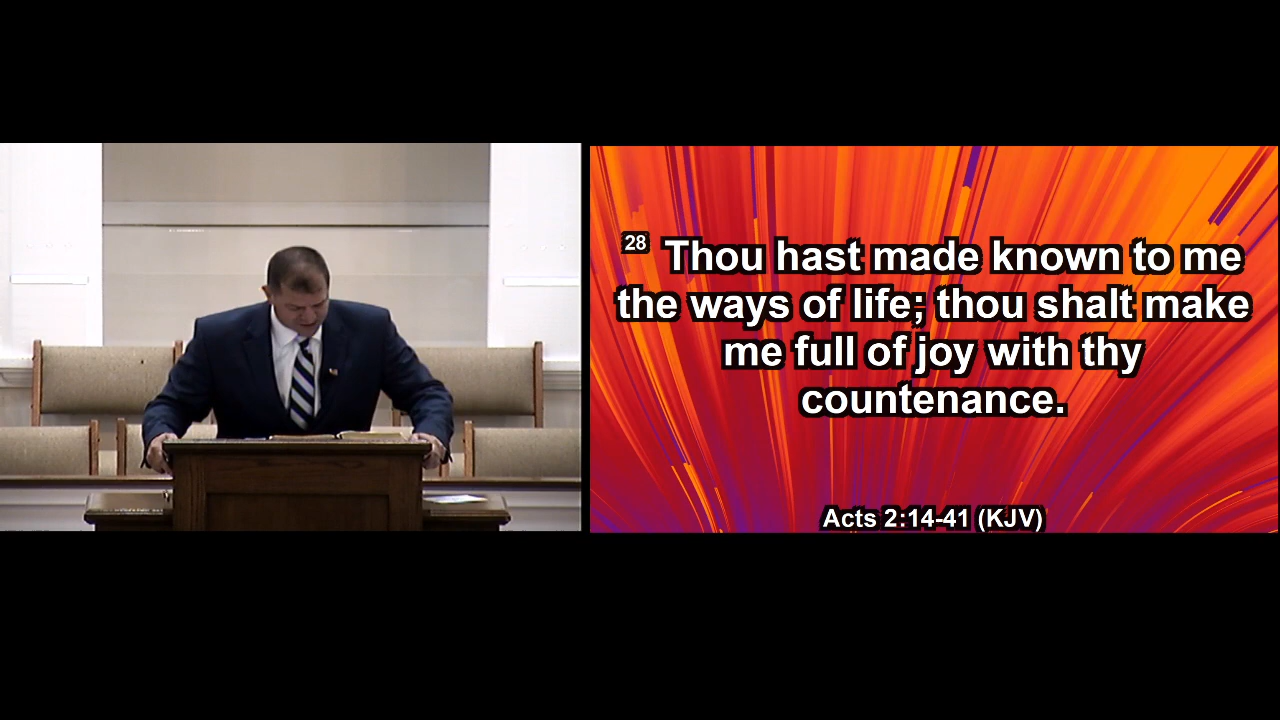 28 Thou hast made known to me
the ways of life; thou shalt make
me full of joy with thy
countenance.
Acts 2:14-41 (KJV)